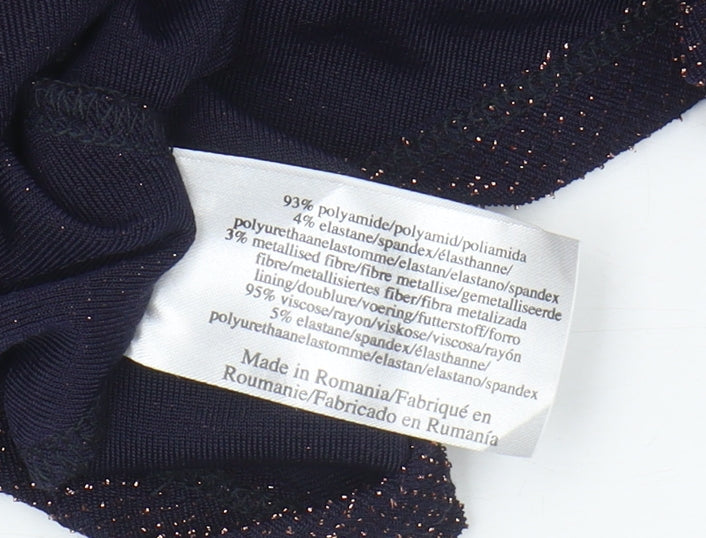 93% polyamide/polyamid/poliamida
4% elastane/spandex/élasthanne/
polyurethaanelastomme/elastan/elastano/spandex
3% metallised fibre/fibre metallise/gemetalliseerde
fibre/metallisiertes fiber/fibra metalizada
lining/doublure/voering/futterstoff/forro
95% viscose/rayon/viskose/viscosa/rayón
5% elastane/spandex/élasthanne/
polyurethaanelastomme/elastan/elastano/spandex
Made in Romania/Fabriqué en
Roumanie/Fabricado en Rumanía